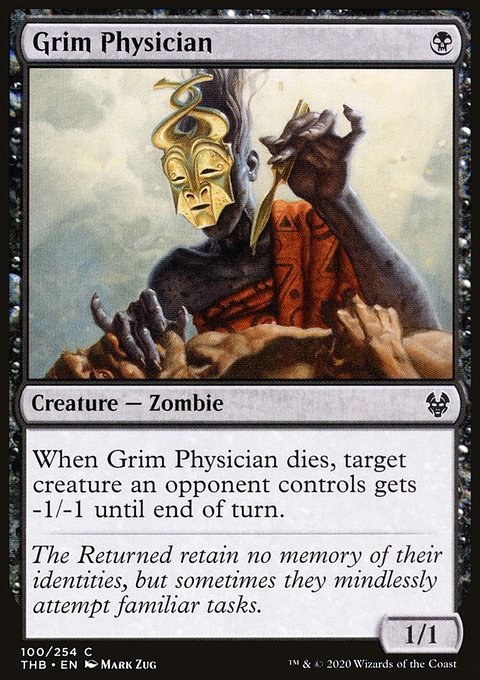 Grim Physician
Creature — Zombie
When Grim Physician dies, target
creature an opponent controls gets
-1/-1 until end of turn.
The Returned retain no memory of their
identities, but sometimes they mindlessly
attempt familiar tasks.
1/1
100/254 C
THB • EN Mark Zug
™ & © 2020 Wizards of the Coast